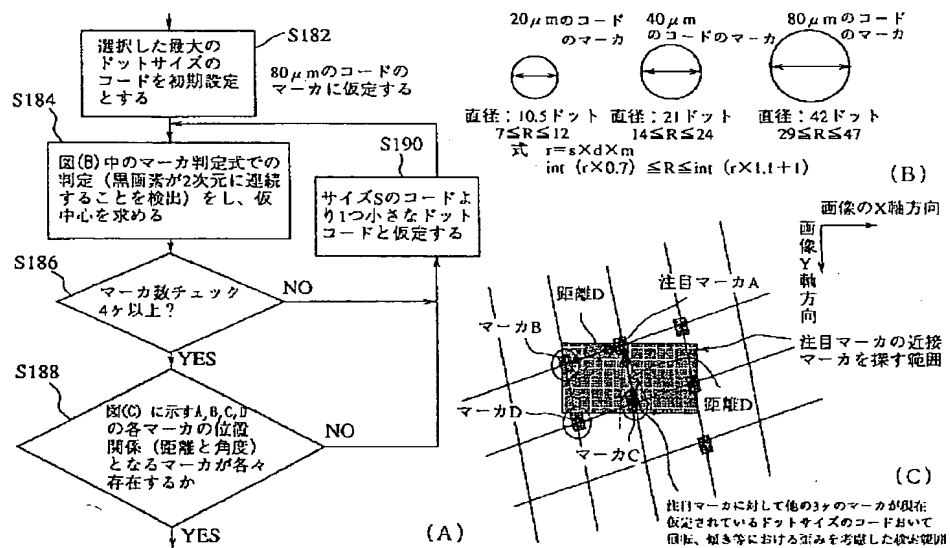 S182
選択した最大の
ドットサイズの
コードを初期設定
とする
80μmのコードの
マーカに仮定する
S184
図(B)中のマーカ判定式での
判定(黒画素が2次元に連続
することを検出)をし、仮
中心を求める
S190
サイズSのコードよ
り1つ小さなドット
コードと仮定する
S186
マーカ数チェック
4ヶ以上?
NO
YES
S188
図(C)に示すA,B,C,D
の各マーカの位置
関係(距離と角度)
となるマーカが各々
存在するか
NO
YES
(A)
20μmのコード
のマーカ
40μm
のコードのマーカ
80μmのコード
のマーカ
直径:10.5ドット
7≦R≦12
直径:21ドット
14≦R≦24
直径:42ドット
29≦R≦47
式 r=s×d×m
int (r×0.7) ≦R≦int (r×1.1+1)
(B)
画像のX軸方向
画像Y軸方向
距離D
注目マーカA
マーカB
注目マーカの近接
マーカを探す範囲
距離D
マーカD
マーカC
(C)
注目マーカに対して他の3ヶのマーカが現在
仮定されているドットサイズのコードおいて
回転、傾き等における歪みを考慮した検索範囲